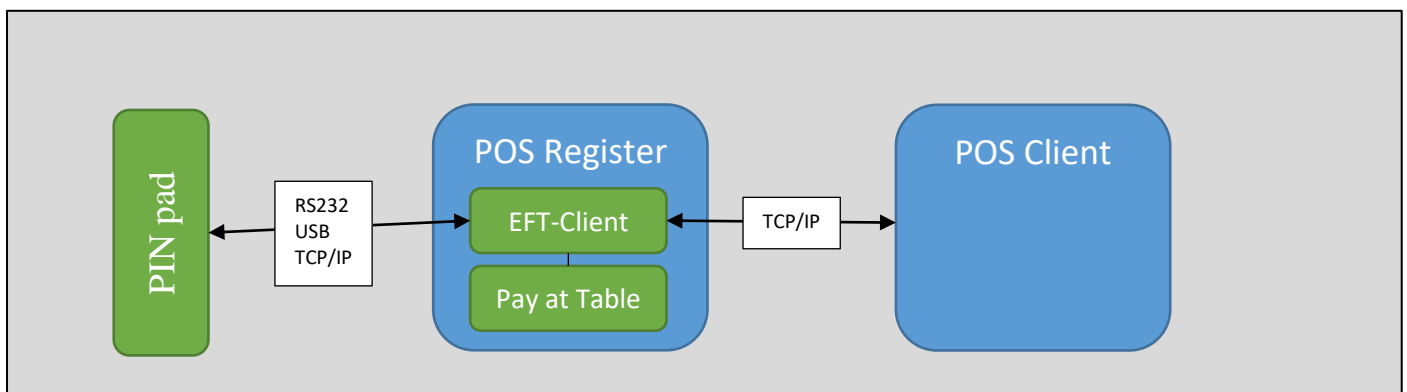 PIN pad
RS232
USB
TCP/IP
POS Register
EFT-Client
Pay at Table
TCP/IP
POS Client